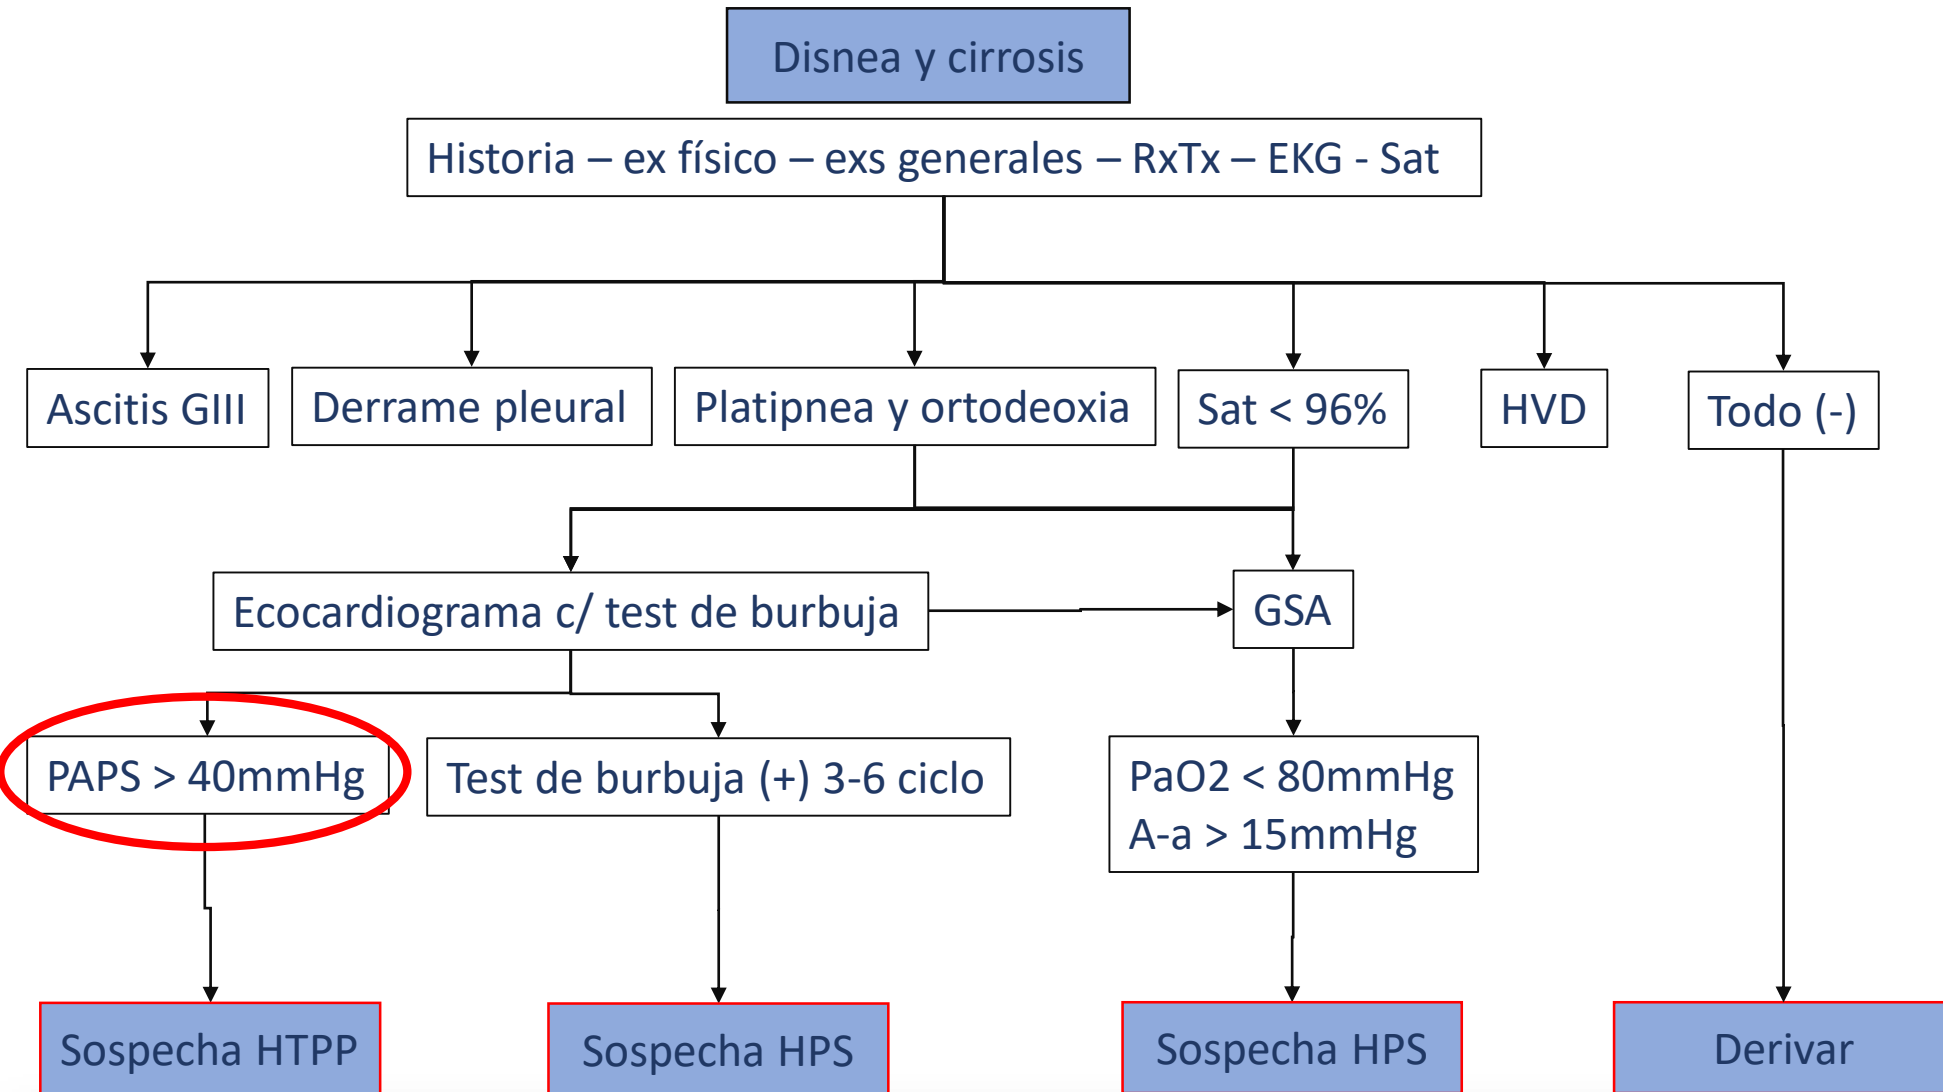 Disnea y cirrosis
Historia – ex físico – exs generales – RxTx – EKG - Sat
Ascitis GIII
Derrame pleural
Platipnea y ortodeoxia
Sat < 96%
HVD
Todo (-)
Ecocardiograma c/ test de burbuja
GSA
PAPS > 40mmHg
Test de burbuja (+) 3-6 ciclo
PaO2 < 80mmHg
A-a > 15mmHg
Sospecha HTPP
Sospecha HPS
Sospecha HPS
Derivar